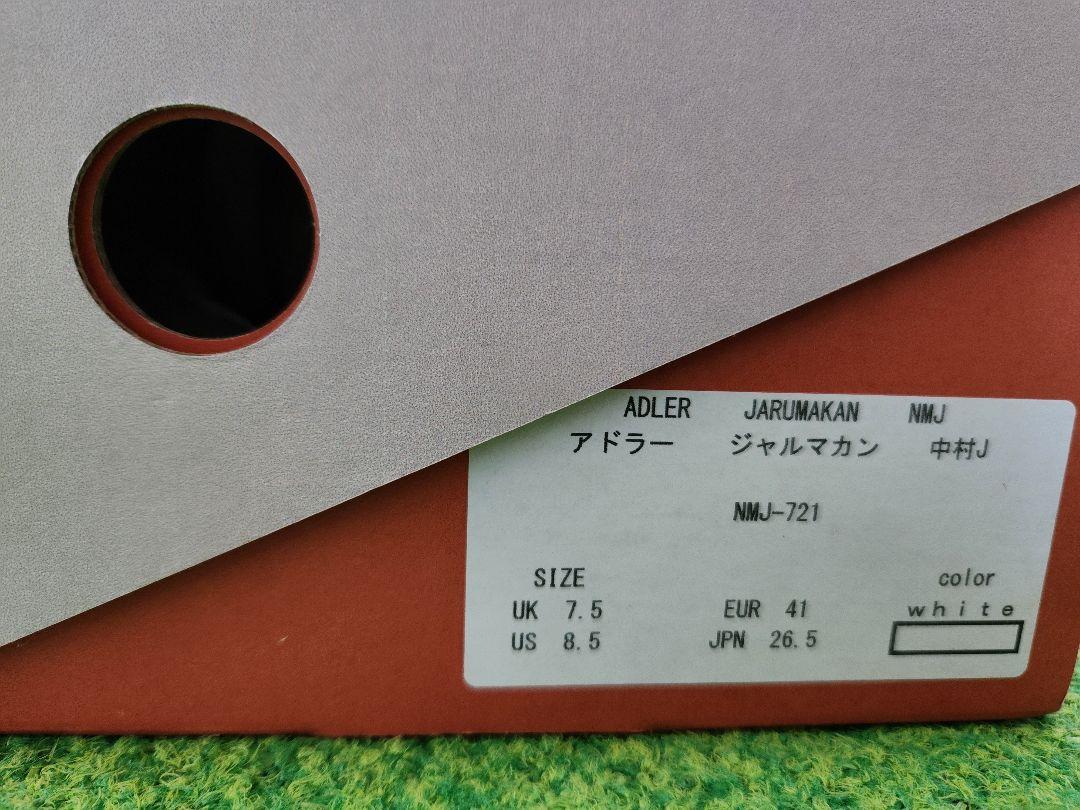 ADLER JARUMAKAN NMJ
アドラー ジャルマカン 中村J
NMJ-721
SIZE color
UK 7.5 EUR 41 white
US 8.5 JPN 26.5